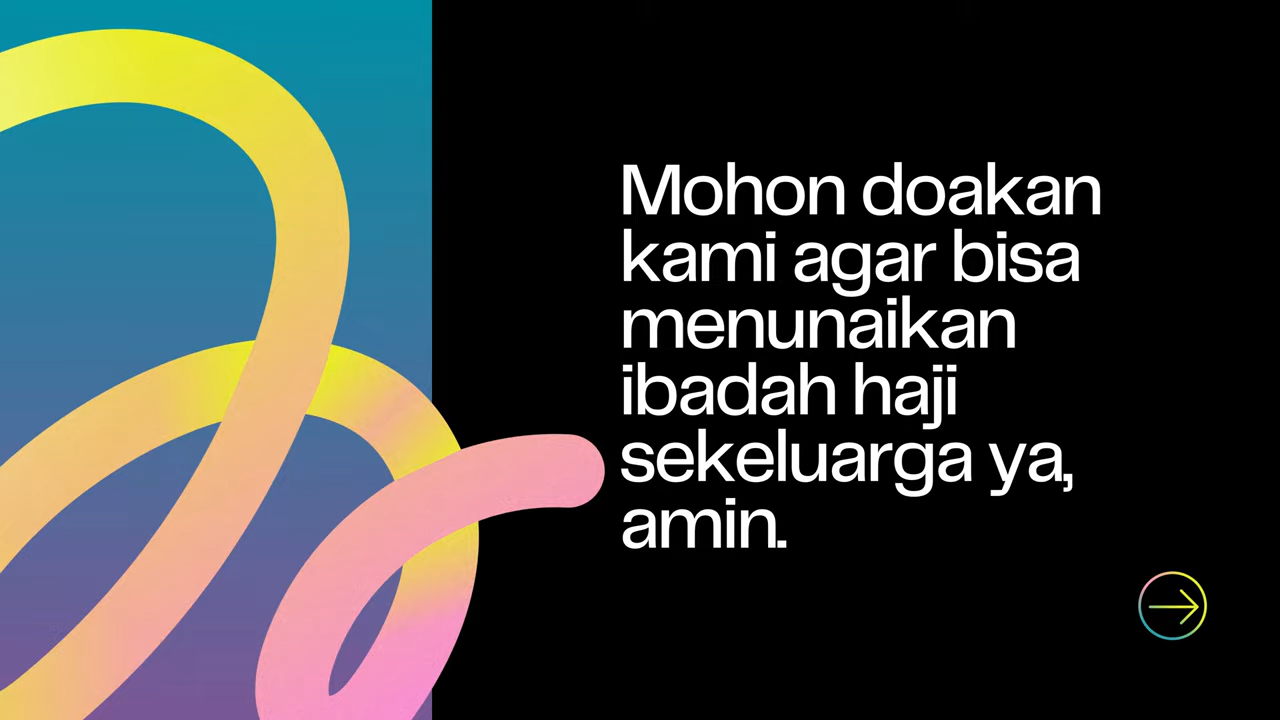 Mohon doakan
kami agar bisa
menunaikan
ibadah haji
sekeluarga ya,
amin.